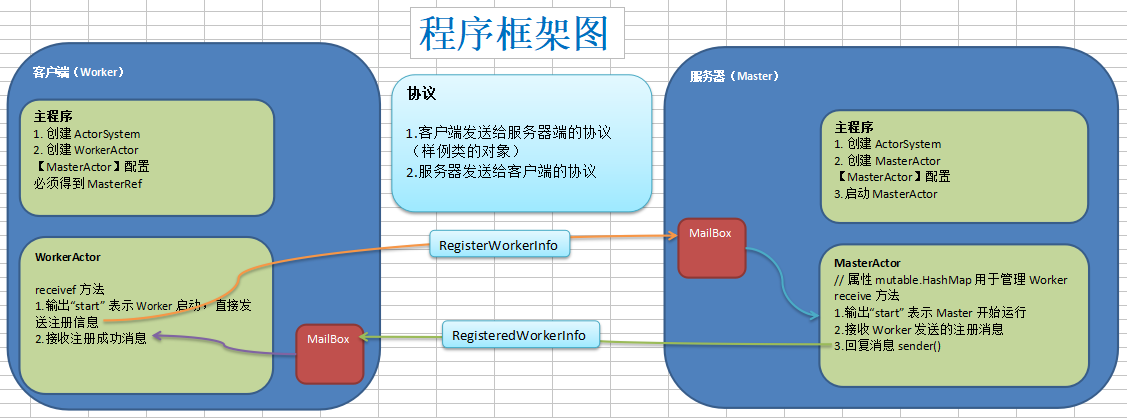 程序框架图
客户端（Worker）
主程序
1. 创建 ActorSystem
2. 创建 WorkerActor
【MasterActor】配置
必须得到 MasterRef
WorkerActor
receivef 方法
1.输出“start” 表示 Worker 启动，直接发
送注册信息
2.接收注册成功消息
MailBox
协议
1.客户端发送给服务器端的协议
（样例类的对象）
2.服务器发送给客户端的协议
RegisterWorkerInfo
RegisteredWorkerInfo
服务器（Master）
主程序
1. 创建 ActorSystem
2. 创建 MasterActor
【MasterActor】配置
3.启动 MasterActor
MailBox
MasterActor
// 属性 mutable.HashMap 用于管理 Worker
receive 方法
1.输出“start” 表示 Master 开始运行
2.接收 Worker 发送的注册消息
3.回复消息 sender()